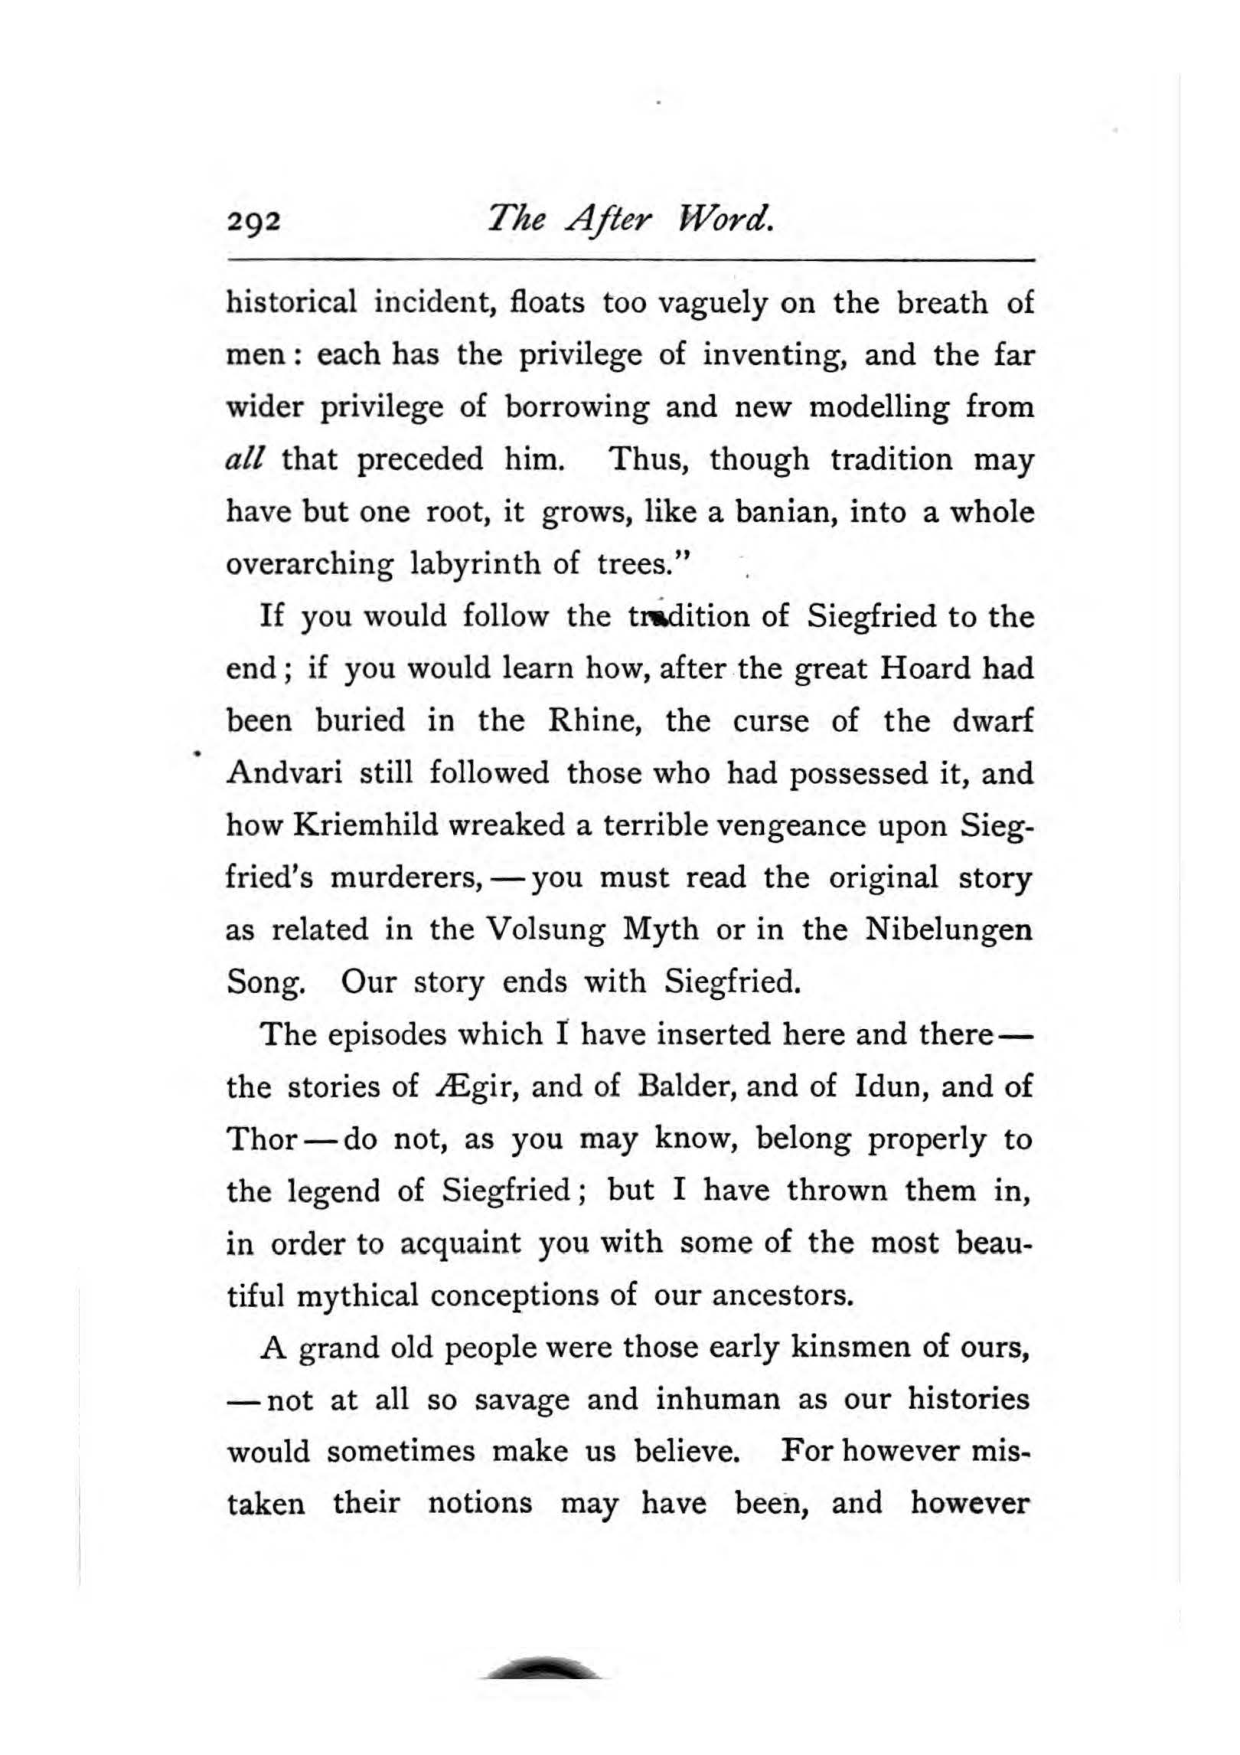 292 The After Word.
historical incident, floats too vaguely on the breath of
men : each has the privilege of inventing, and the far
wider privilege of borrowing and new modelling from
all that preceded him. Thus, though tradition may
have but one root, it grows, like a banian, into a whole
overarching labyrinth of trees."
If you would follow the tradition of Siegfried to the
end ; if you would learn how, after the great Hoard had
been buried in the Rhine, the curse of the dwarf
Andvari still followed those who had possessed it, and
how Kriemhild wreaked a terrible vengeance upon Sieg-
fried's murderers, — you must read the original story
as related in the Volsung Myth or in the Nibelungen
Song. Our story ends with Siegfried.
The episodes which I have inserted here and there —
the stories of Ægir, and of Balder, and of Idun, and of
Thor — do not, as you may know, belong properly to
the legend of Siegfried ; but I have thrown them in,
in order to acquaint you with some of the most beau-
tiful mythical conceptions of our ancestors.
A grand old people were those early kinsmen of ours,
— not at all so savage and inhuman as our histories
would sometimes make us believe. For however mis-
taken their notions may have been, and however